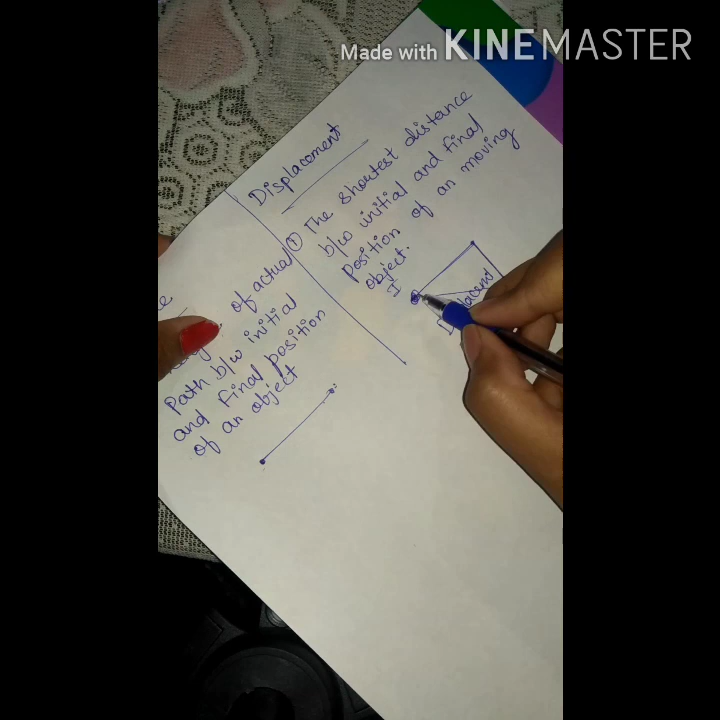 Made with KINEMASTER
Displacement
① The shortest distance
b/w initial and final
position of an moving
object.
I
of actual
Path b/w initial
and final position
of an object